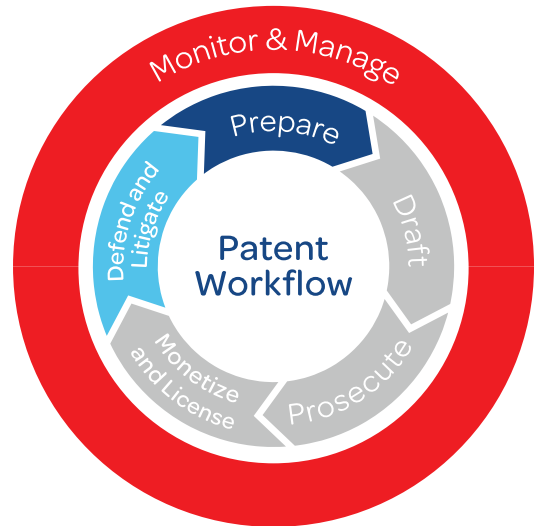 Monitor & Manage
Prepare
Draft
Prosecute
Monetize
and License
Defend and
Litigate
Patent
Workflow